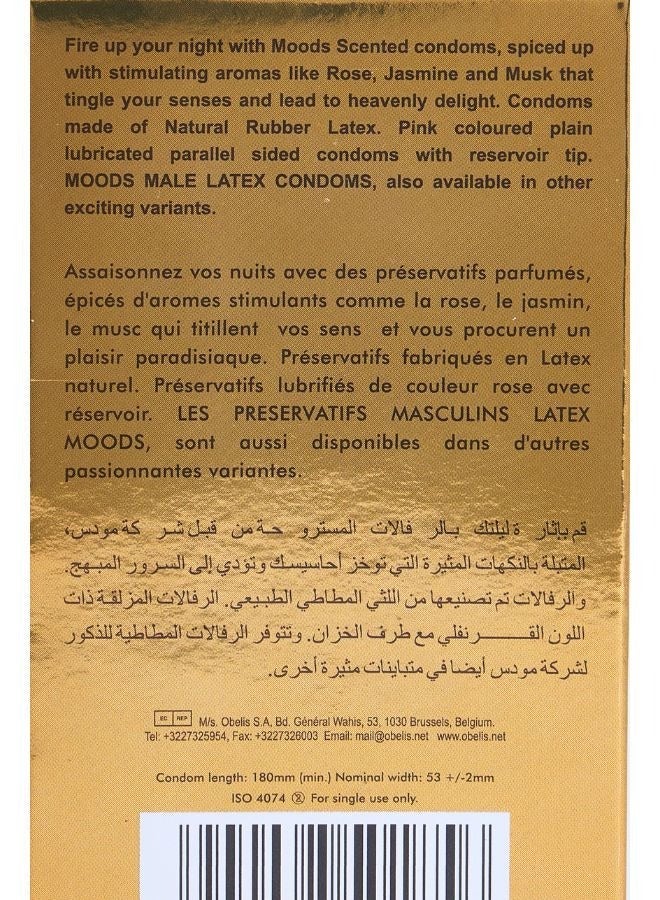 Fire up your night with Moods Scented condoms, spiced up
with stimulating aromas like Rose, Jasmine and Musk that
tingle your senses and lead to heavenly delight. Condoms
made of Natural Rubber Latex. Pink coloured plain
lubricated parallel sided condoms with reservoir tip.
MOODS MALE LATEX CONDOMS, also available in other
exciting variants.
Assaisonnez vos nuits avec des préservatifs parfumés,
épicés d'aromes stimulants comme la rose, le jasmin,
le musc qui titillent vos sens et vous procurent un
plaisir paradisiaque. Préservatifs fabriqués en Latex
naturel. Préservatifs lubrifiés de couleur rose avec
réservoir. LES PRESERVATIFS MASCULINS LATEX
MOODS, sont aussi disponibles dans d'autres
passionnantes variantes.
قم باثار ة ليلتك بالر فالات المسترو حة من قبل شر كة مودس،
المتبلة بالنكهات المثيرة التي توخز أحاسيسك وتؤدي إلى السرور المبهج.
والرفالات تم تصنيعها من اللثي المطاطي الطبيعي. الرفالات المزلقة ذات
اللون القرنفلي مع طرف الخزان. وتتوفر الرفالات المطاطية للذكور
لشركة مودس أيضا في متباينات مثيرة أخرى.
EC REP M/s. Obelis S.A, Bd. Général Wahis, 53, 1030 Brussels, Belgium.
Tel: +3227325954, Fax: +3227326003 Email: mail@obelis.net www.obelis.net
Condom length: 180mm (min.) Nominal width: 53 +/-2mm
ISO 4074 For single use only.